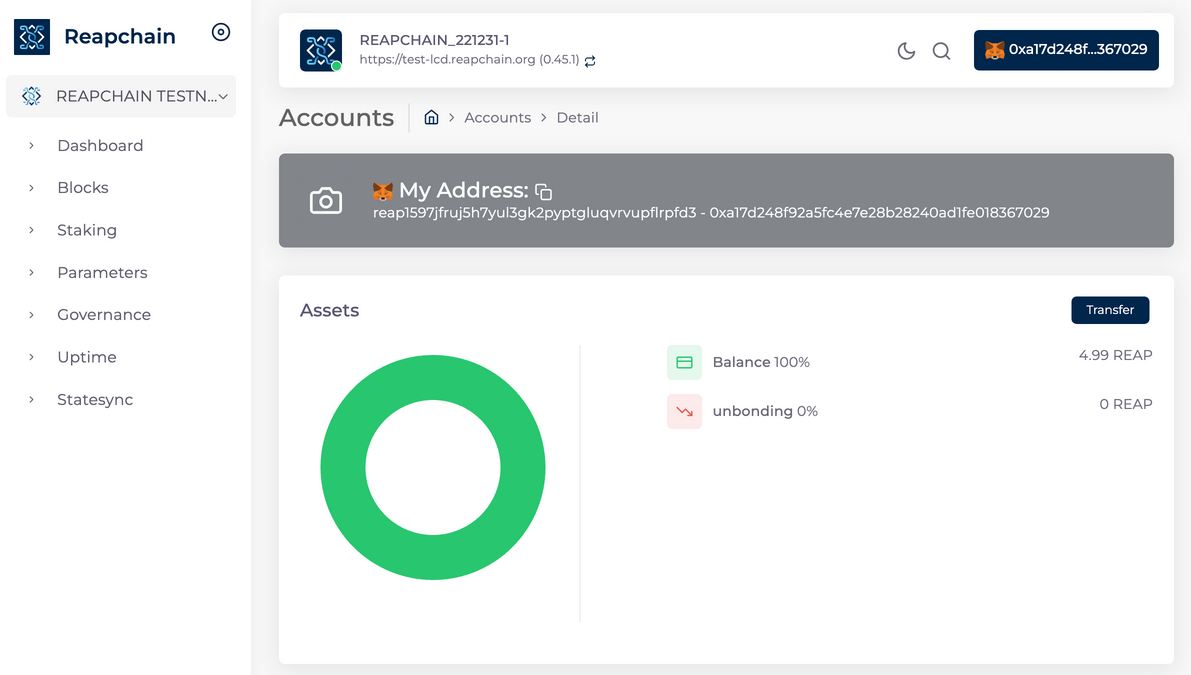 Reapchain
REAPCHAIN TESTN...
Dashboard
Blocks
Staking
Parameters
Governance
Uptime
Statesync
REAPCHAIN_221231-1
https://test-lcd.reapchain.org (0.45.1)
0xa17d248f...367029
Accounts
Accounts
Detail
My Address:
reap1597jfruj5h7yul3gk2pyptgluqvrvupflrpfd3 - 0xa17d248f92a5fc4e7e28b28240ad1fe018367029
Assets
Transfer
Balance 100%
4.99 REAP
unbonding 0%
0 REAP